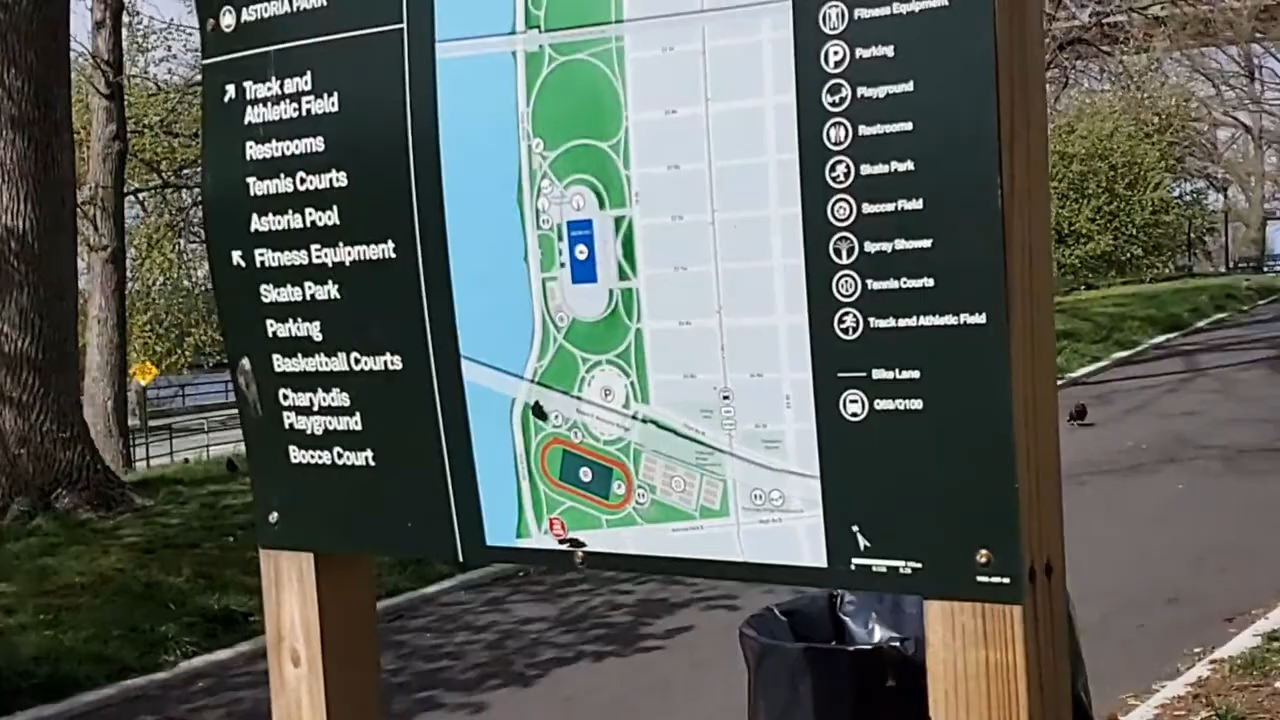 ASTORIA PARK
Track and
Athletic Field
Restrooms
Tennis Courts
Astoria Pool
Fitness Equipment
Skate Park
Parking
Basketball Courts
Charybdis
Playground
Bocce Court
P
Fitness Equipment
P Parking
Playground
Restrooms
Skate Park
Soccer Field
Spray Shower
Tennis Courts
Track and Athletic Field
Bike Lane
Q69/Q100